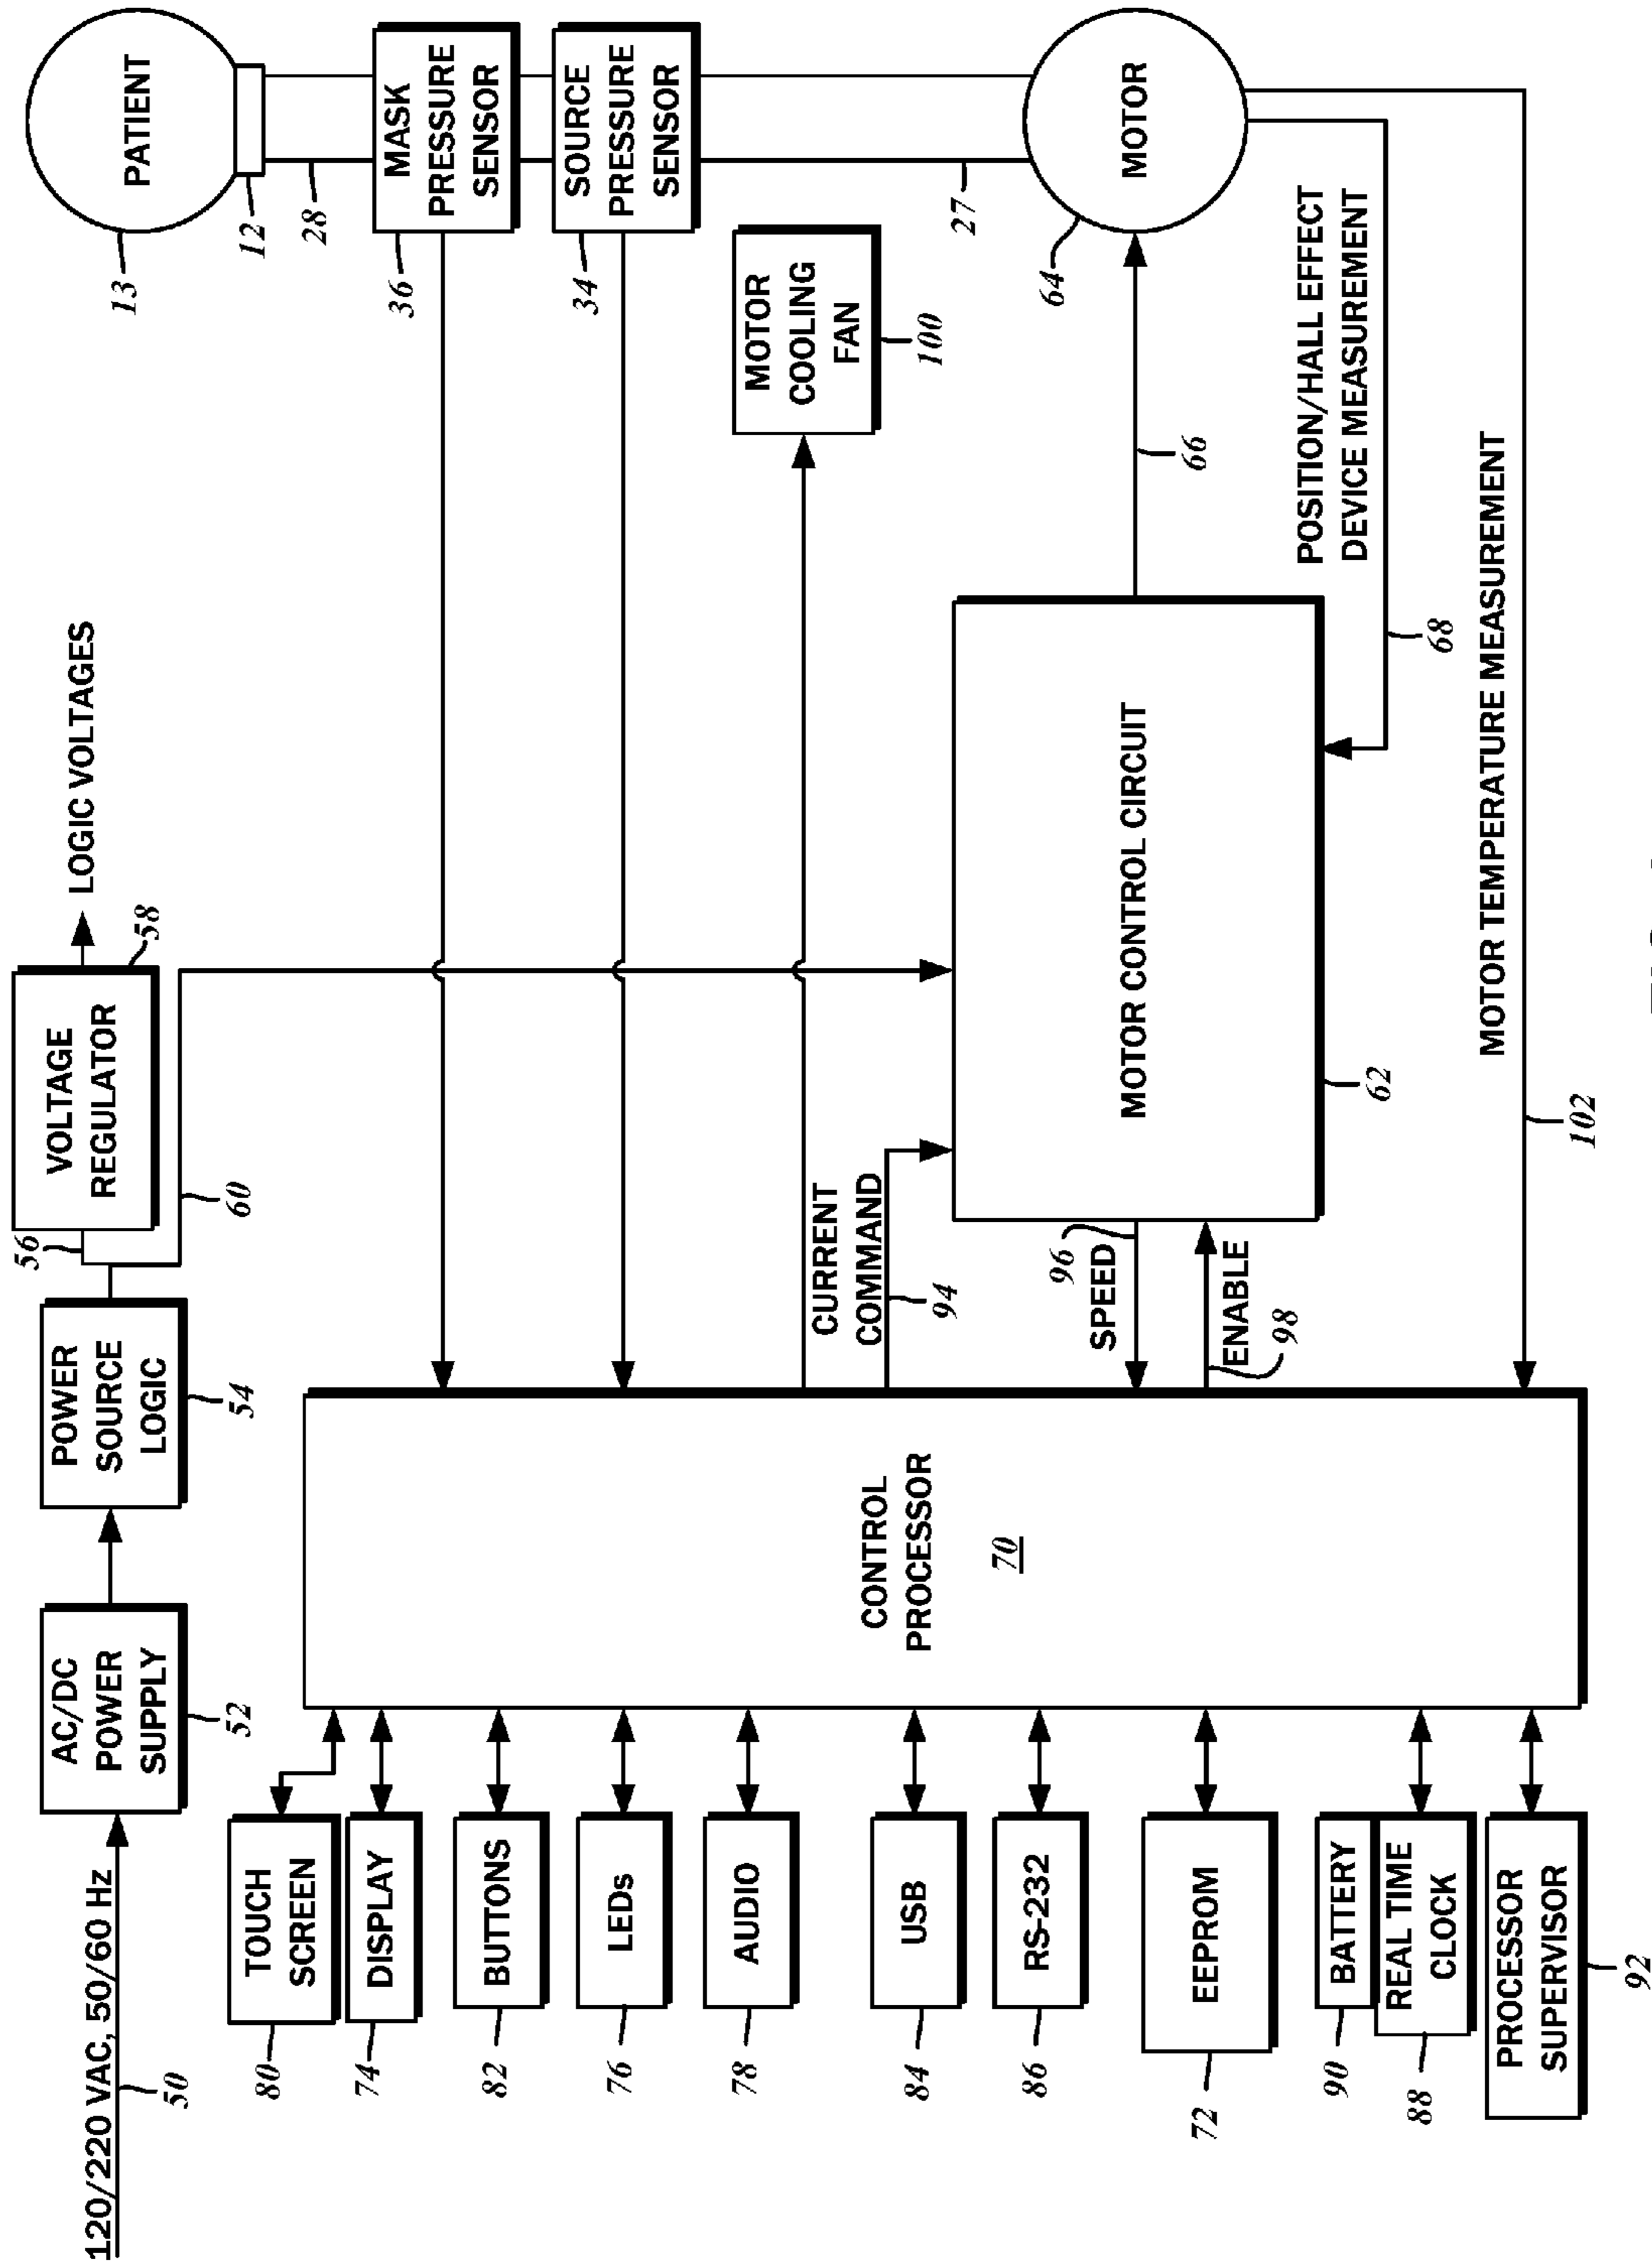 120/220 VAC, 50/60 Hz
50
AC/DC
POWER
SUPPLY
52
POWER
SOURCE
LOGIC
54
56
VOLTAGE
REGULATOR
58
LOGIC VOLTAGES
60
PATIENT
13
12
28
MASK
PRESSURE
SENSOR
36
SOURCE
PRESSURE
SENSOR
34
27
MOTOR
COOLING
FAN
100
MOTOR
64
66
POSITION/HALL EFFECT
DEVICE MEASUREMENT
68
MOTOR TEMPERATURE MEASUREMENT
102
MOTOR CONTROL CIRCUIT
62
CURRENT
COMMAND
94
96
SPEED
ENABLE
98
CONTROL
PROCESSOR
70
TOUCH
SCREEN
80
DISPLAY
74
BUTTONS
82
LEDs
76
AUDIO
78
USB
84
RS-232
86
EEPROM
72
BATTERY
90
REAL TIME
CLOCK
88
PROCESSOR
SUPERVISOR
92